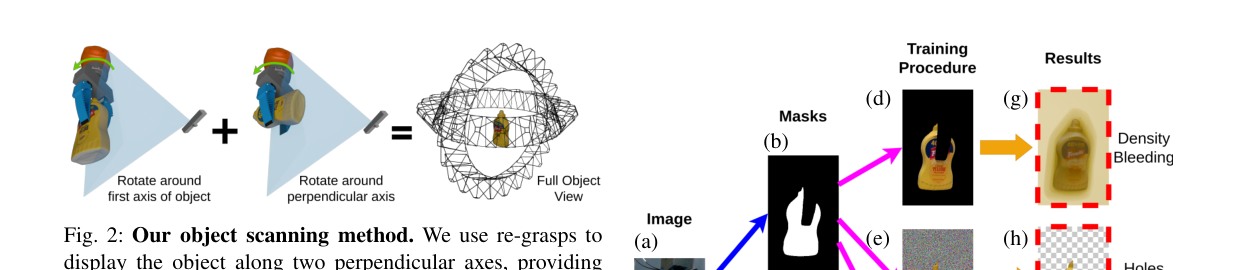 +
=
Rotate around
first axis of object
Rotate around
perpendicular axis
Full Object
View
Fig. 2: Our object scanning method. We use re-grasps to
display the object along two perpendicular axes, providing
Image
(a)
Masks
(b)
Training
Procedure
(d)
Results
(g)
Density
Bleeding
(e)
(h)
Holes